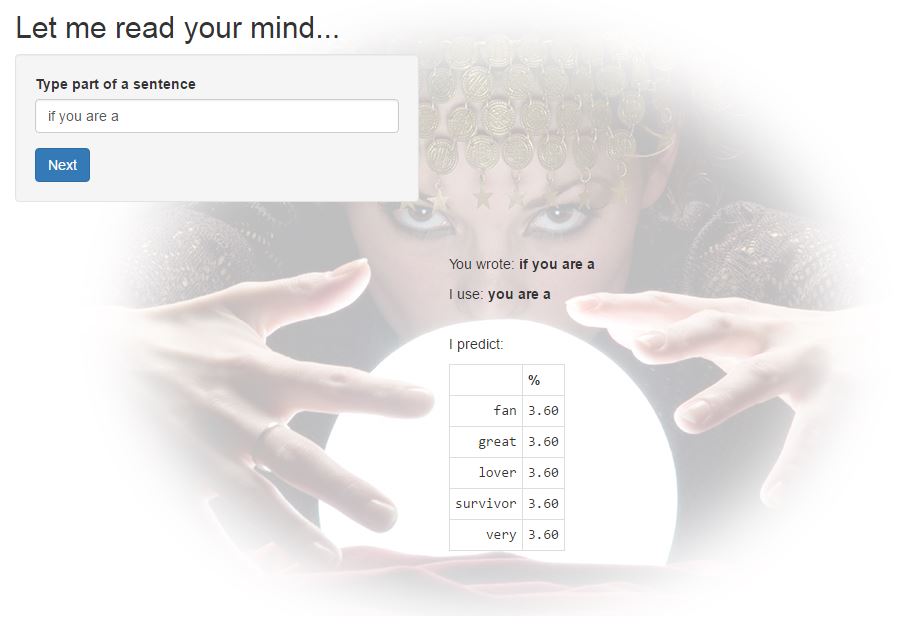 Let me read your mind...
Type part of a sentence
if you are a
Next
You wrote: if you are a
I use: you are a
I predict:
%
fan 3.60
great 3.60
lover 3.60
survivor 3.60
very 3.60